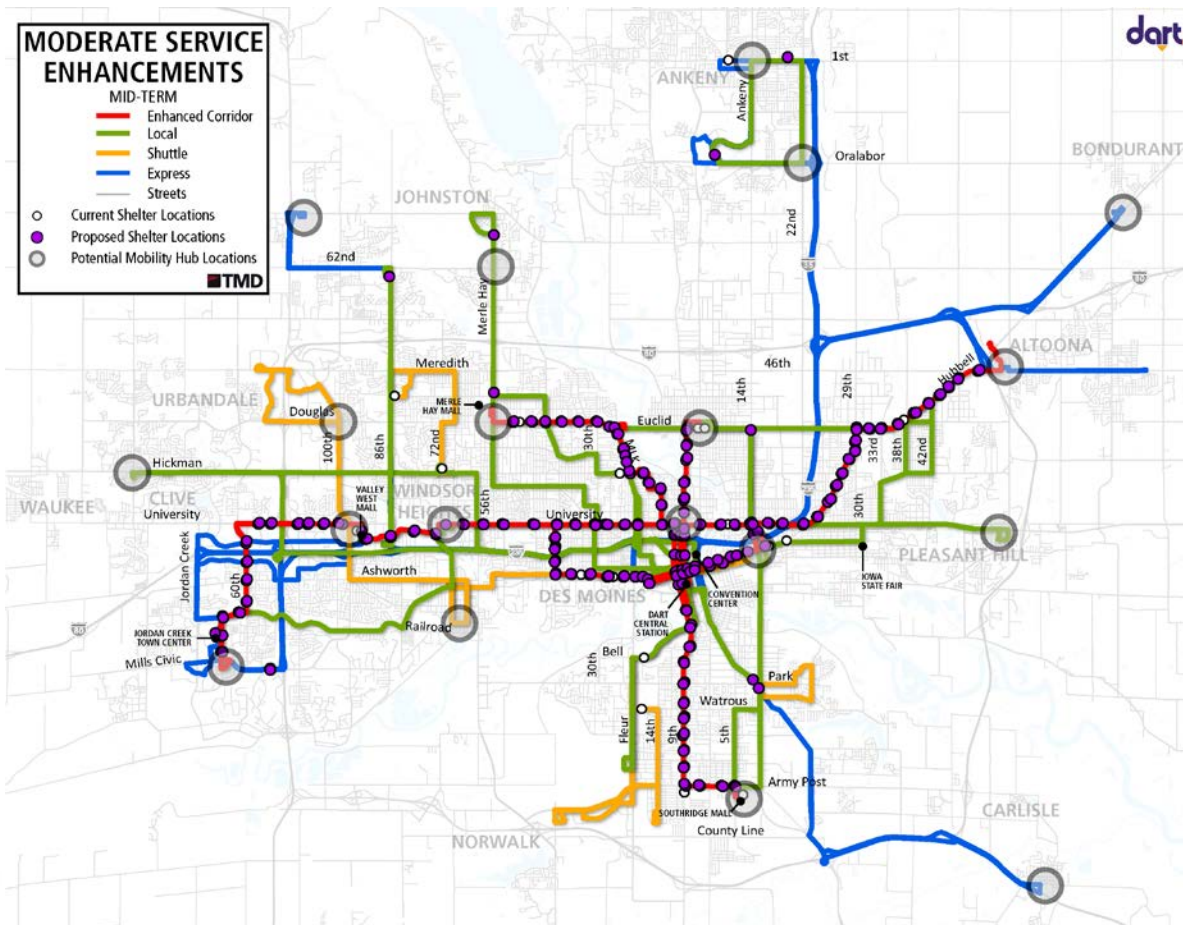 MODERATE SERVICE
ENHANCEMENTS
MID-TERM
Enhanced Corridor
Local
Shuttle
Express
Streets
Current Shelter Locations
Proposed Shelter Locations
Potential Mobility Hub Locations
TMD
dart
1st
ANKENY
Ankeny
Oralabor
BONDURANT
JOHNSTON
22nd
62nd
Merle Hay
35
80
80
46th
14th
29th
Hubbell
ALTOONA
Meredith
URBANDALE
MERLE
HAY MALL
Douglas
Euclid
30th
MLK
100th
86th
72nd
33rd
38th
42nd
Hickman
WAUKEE
CLIVE
VALLEY
WEST
MALL
WINDSOR
HEIGHTS
56th
University
University
30th
PLEASANT HILL
Jordan Creek
Ashworth
60th
DES MOINES
CONVENTION
CENTER
IOWA
STATE FAIR
DART
CENTRAL
STATION
JORDAN CREEK
TOWN CENTER
Railroad
Mills Civic
Bell
30th
Park
Watrous
Fleur
14th
9th
5th
Army Post
SOUTHRIDGE MALL
County Line
CARLISLE
NORWALK